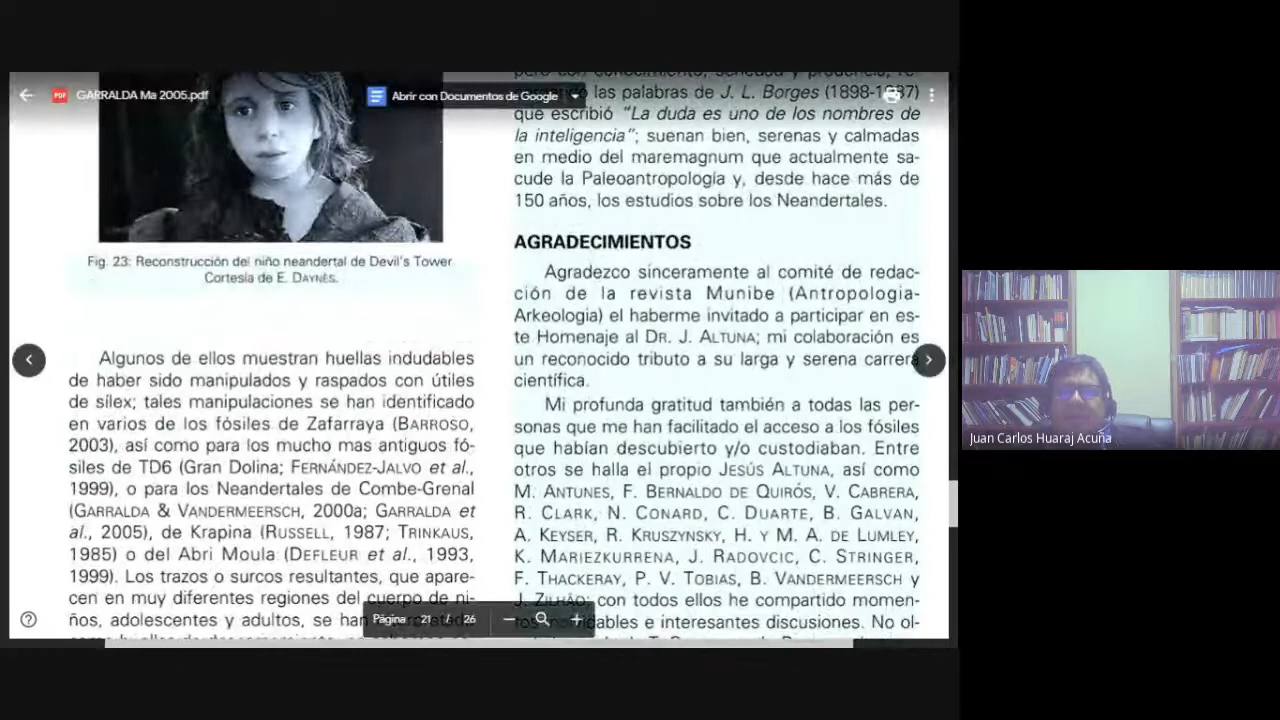 GARRALDA Ma 2005.pdf
Abrir con Documentos de Google
Fig. 23: Reconstrucción del niño neandertal de Devil's Tower
Cortesía de E. DAYNÈS.
Algunos de ellos muestran huellas indudables
de haber sido manipulados y raspados con útiles
de sílex; tales manipulaciones se han identificado
en varios de los fósiles de Zafarraya (BARROSO,
2003), así como para los mucho mas antiguos fó-
siles de TD6 (Gran Dolina; FERNÁNDEZ-JALVO et al.,
1999), o para los Neandertales de Combe-Grenal
(GARRALDA & VANDERMEERSCH, 2000a; GARRALDA et
al., 2005), de Krapina (RUSSELL, 1987; TRINKAUS,
1985) o del Abri Moula (DEFLEUR et al., 1993,
1999). Los trazos o surcos resultantes, que apare-
cen en muy diferentes regiones del cuerpo de ni-
ños, adolescentes y adultos, se han
las palabras de J. L. Borges (1898-1987)
que escribió "La duda es uno de los nombres de
la inteligencia"; suenan bien, serenas y calmadas
en medio del maremagnum que actualmente sa-
cude la Paleoantropología y, desde hace más de
150 años, los estudios sobre los Neandertales.
AGRADECIMIENTOS
Agradezco sínceramente al comité de redac-
ción de la revista Munibe (Antropologia-
Arkeologia) el haberme invitado a participar en es-
te Homenaje al DR. J. ALTUNA; mi colaboración es
un reconocido tributo a su larga y serena carrera
científica.
Mi profunda gratitud también a todas las per-
sonas que me han facilitado el acceso a los fósiles
que habían descubierto y/o custodiaban. Entre
otros se halla el propio JESÚS ALTUNA, así como
M. ANTUNES, F. BERNALDO DE QUIRÓS, V. CABRERA,
R. CLARK, N. CONARD, C. DUARTE, B. GALVAN,
A. KEYSER, R. KRUSZYNSKY, H. Y M. A. DE LUMLEY,
K. MARIEZKURRENA, J. RADOVCIC, C. STRINGER,
F. THACKERAY, P. V. TOBIAS, B. VANDERMEERSCH y
J. ZILHÃO; con todos ellos he compartido momen-
tos inolvidables e interesantes discusiones. No ol-
Página 21 / 26
Juan Carlos Huaraj Acuña